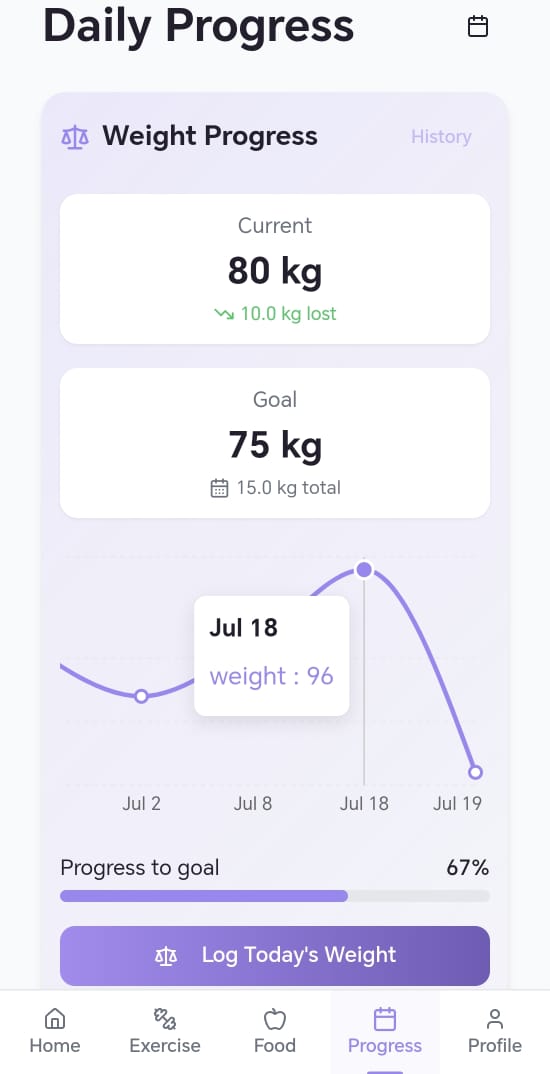 Daily Progress
Weight Progress
History
Current
80 kg
10.0 kg lost
Goal
75 kg
15.0 kg total
Jul 18
weight : 96
Jul 2
Jul 8
Jul 18
Jul 19
Progress to goal
67%
Log Today's Weight
Home
Exercise
Food
Progress
Profile